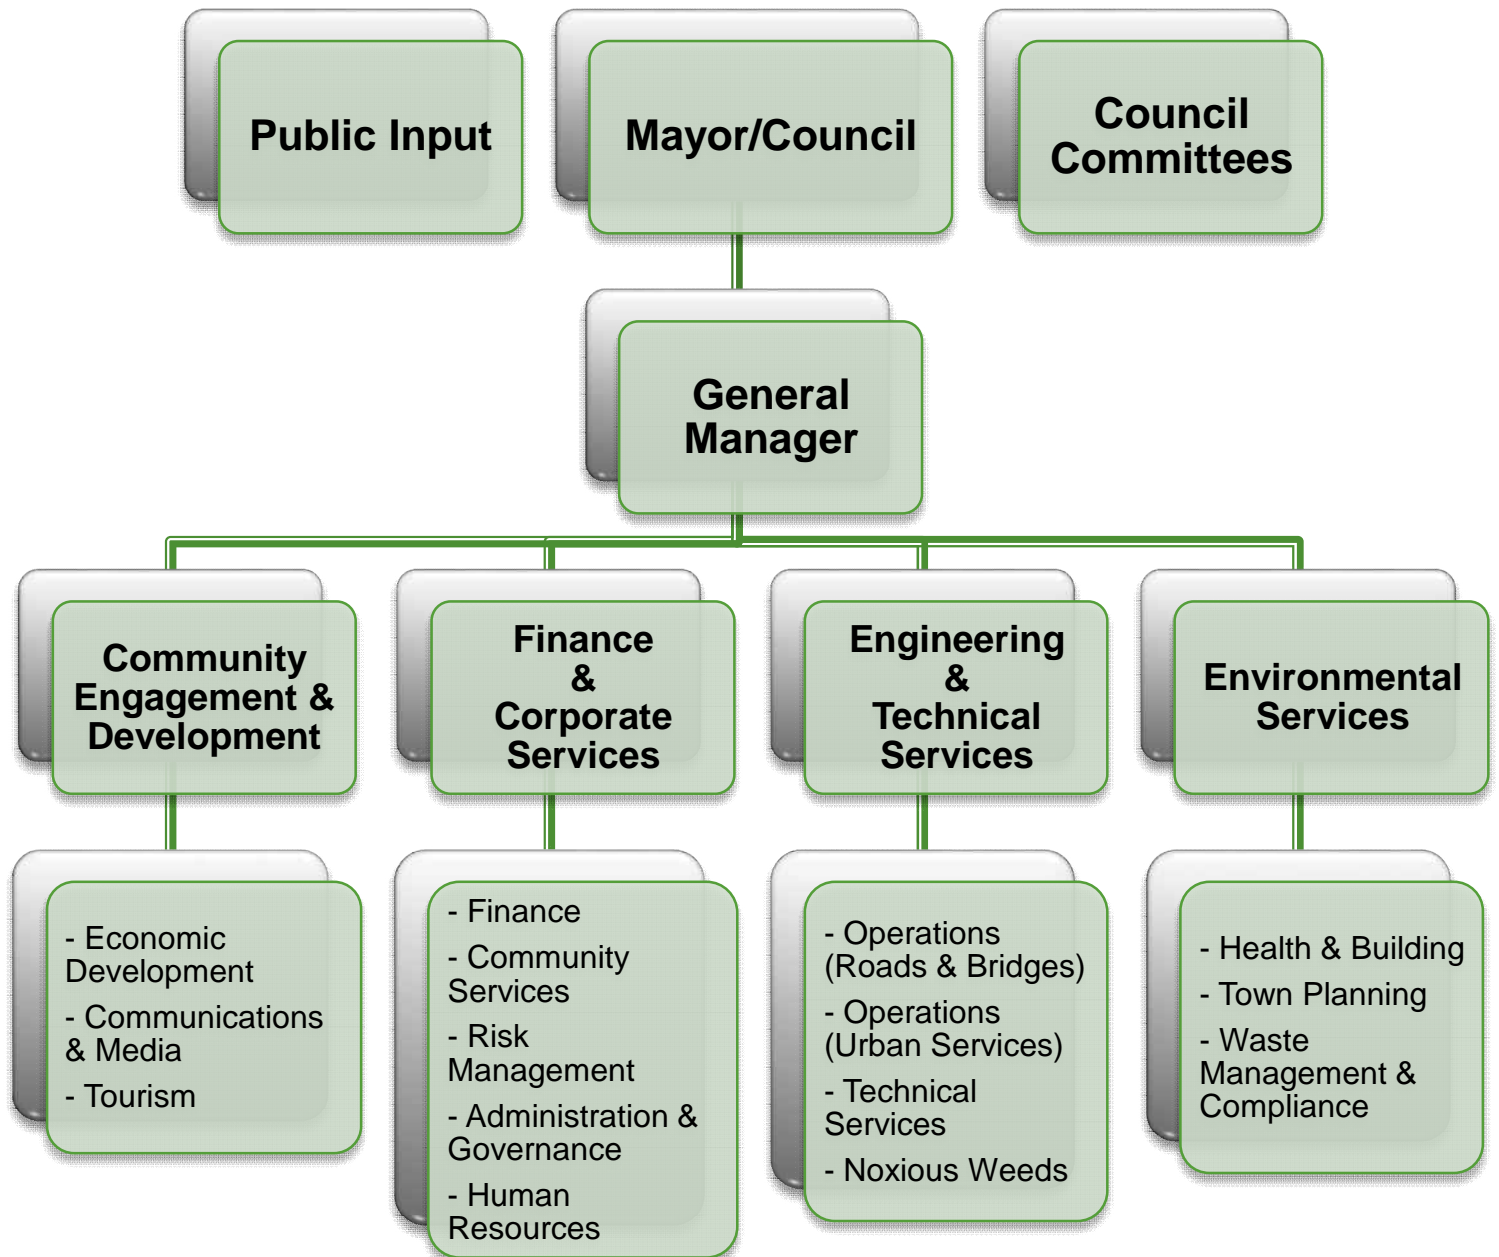 Public Input
Mayor/Council
Council
Committees
General
Manager
Community
Engagement &
Development
Finance
&
Corporate
Services
Engineering
&
Technical
Services
Environmental
Services
- Economic
Development
- Communications
& Media
- Tourism
- Finance
- Community
Services
- Risk
Management
- Administration &
Governance
- Human
Resources
- Operations
(Roads & Bridges)
- Operations
(Urban Services)
- Technical
Services
- Noxious Weeds
- Health & Building
- Town Planning
- Waste
Management &
Compliance